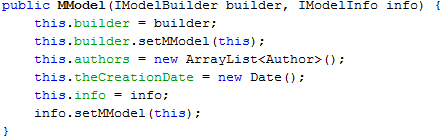 public MModel(IModelBuilder builder, IModelInfo info) {
    this.builder = builder;
    this.builder.setMModel(this);
    this.authors = new ArrayList<Author>();
    this.theCreationDate = new Date();
    this.info = info;
    info.setMModel(this);
}